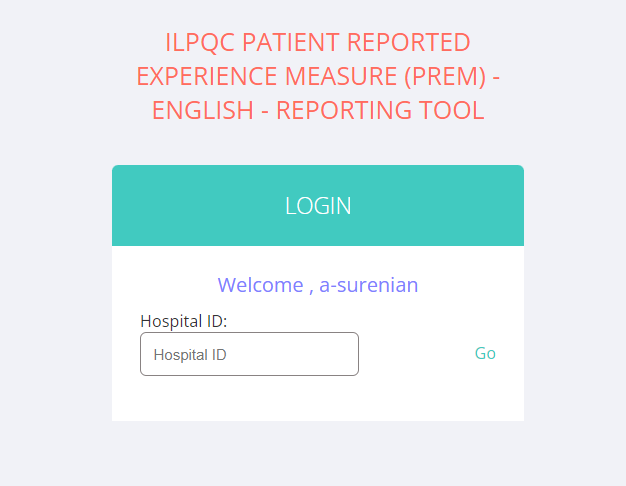 ILPQC PATIENT REPORTED
EXPERIENCE MEASURE (PREM) -
ENGLISH - REPORTING TOOL
LOGIN
Welcome , a-surenian
Hospital ID:
Hospital ID
Go